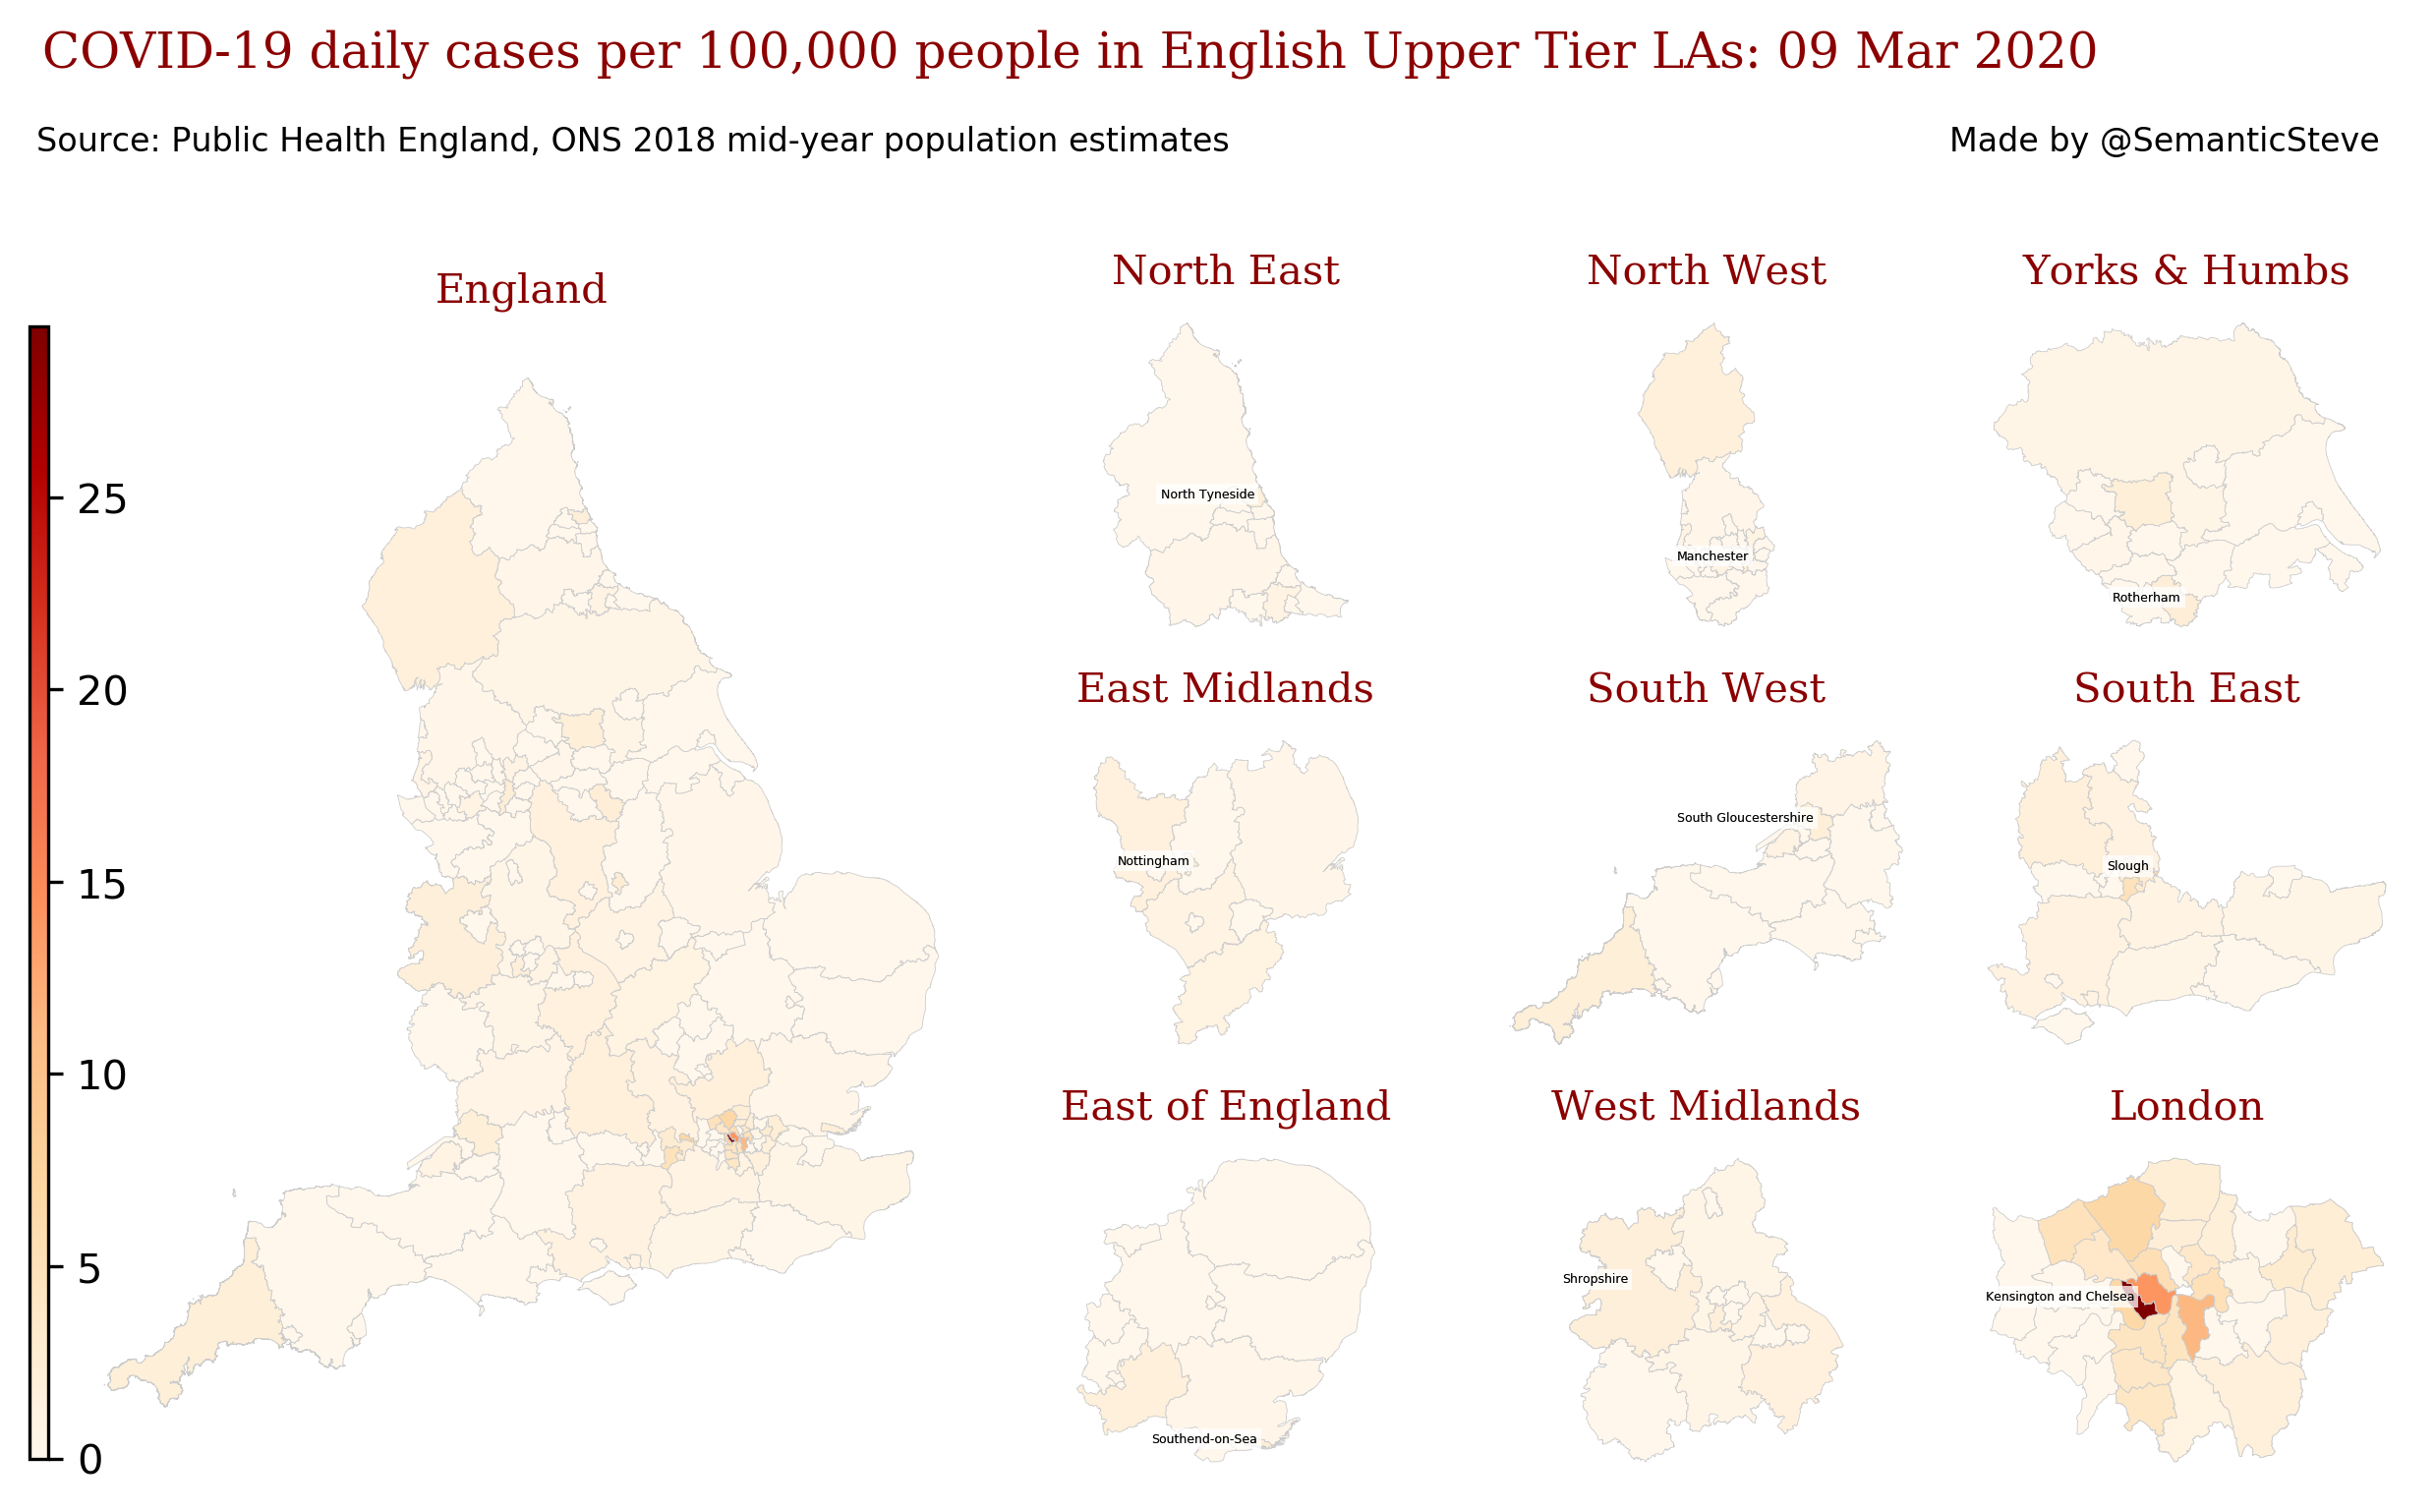 COVID-19 daily cases per 100,000 people in English Upper Tier LAs: 09 Mar 2020
Source: Public Health England, ONS 2018 mid-year population estimates
Made by @SemanticSteve
England
25
20
15
10
5
0
North East
North Tyneside
North West
Manchester
Yorks & Humbs
Rotherham
East Midlands
Nottingham
South West
South Gloucestershire
South East
Slough
East of England
Southend-on-Sea
West Midlands
Shropshire
London
Kensington and Chelsea